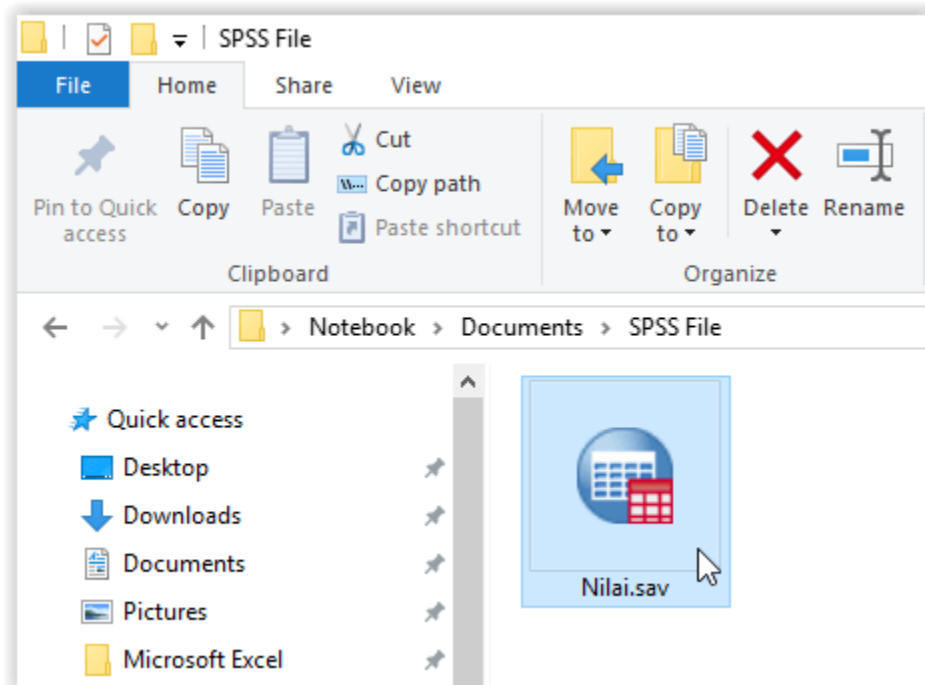 SPSS File
File Home Share View
Pin to Quick access
Copy
Paste
Cut
Copy path
Paste shortcut
Move to
Copy to
Delete
Rename
Clipboard
Organize
Notebook > Documents > SPSS File
Quick access
Desktop
Downloads
Documents
Pictures
Microsoft Excel
Nilai.sav